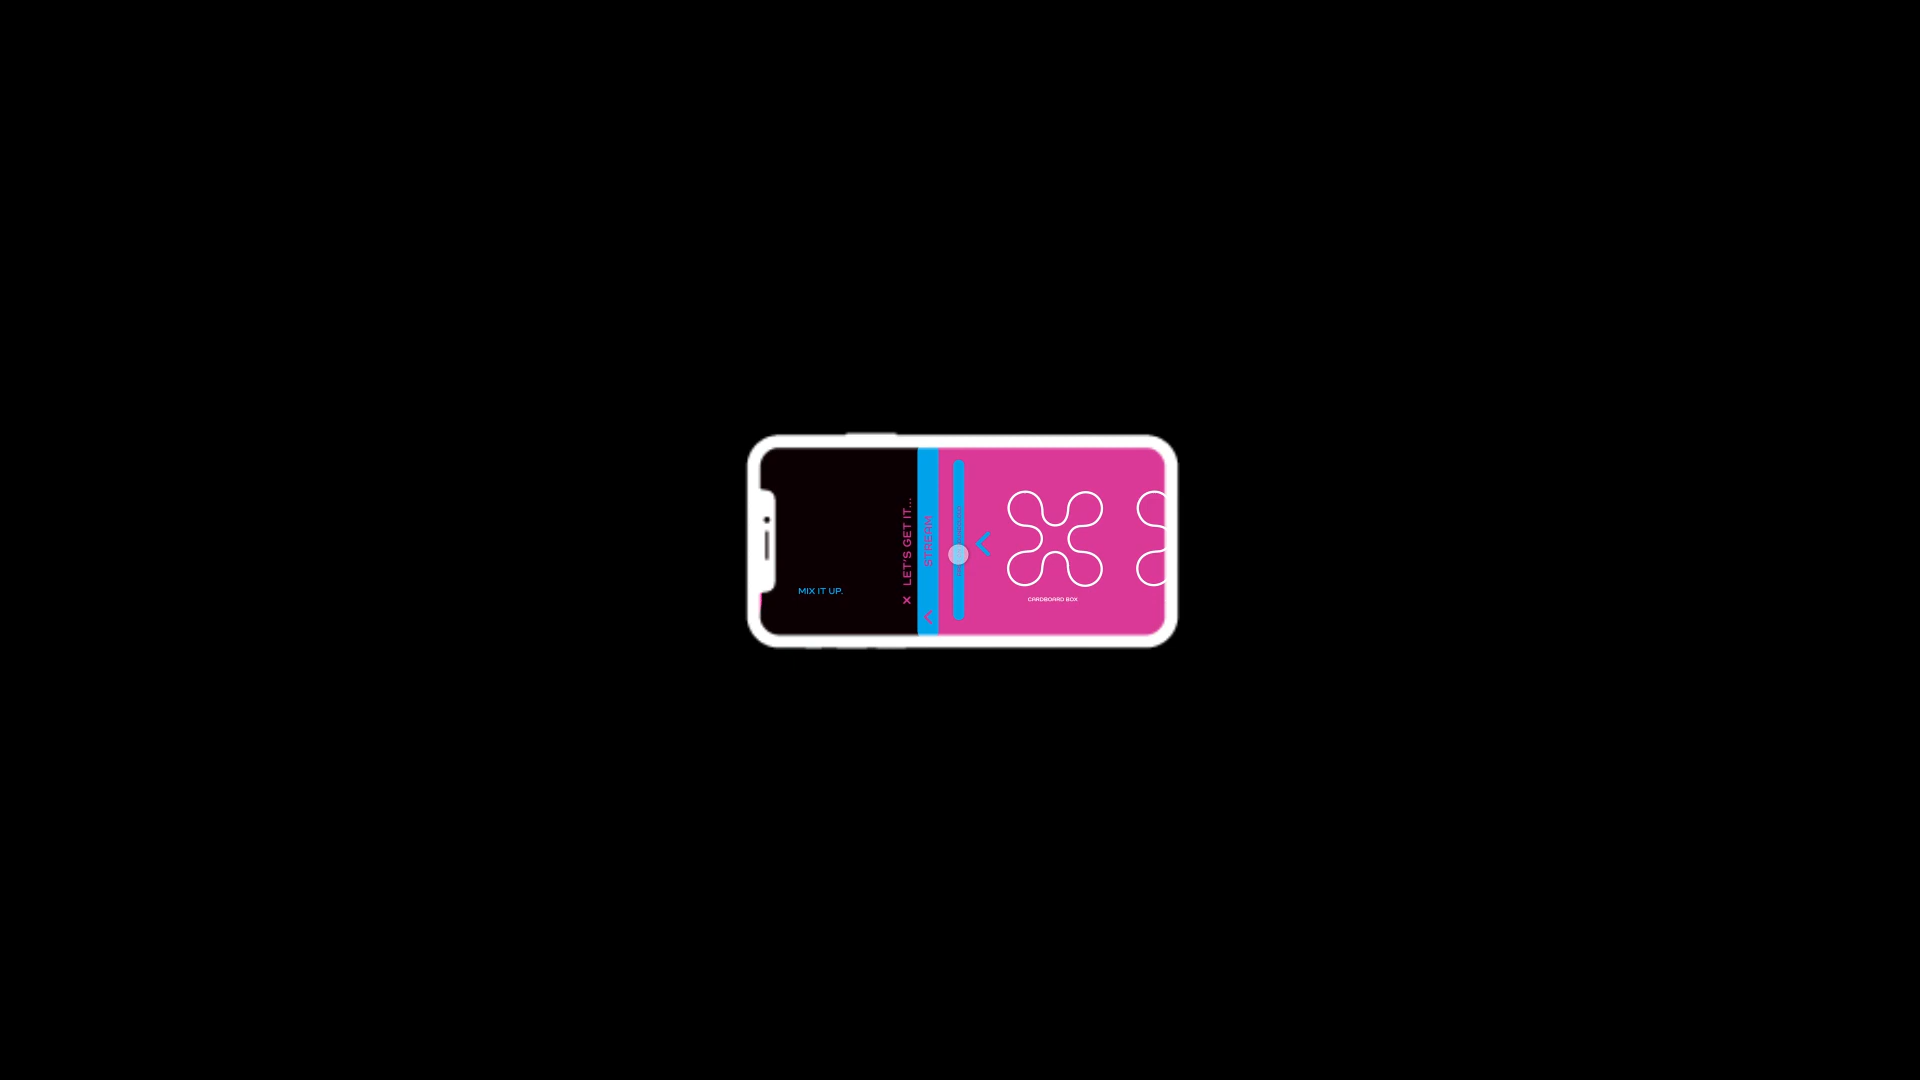 MIX IT UP.
× LET'S GET IT...
STREAM
CARDBOARD BOX